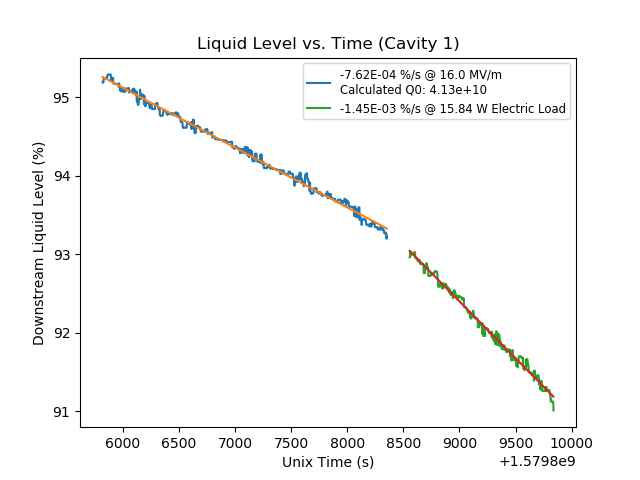 Liquid Level vs. Time (Cavity 1)
-7.62E-04 %/s @ 16.0 MV/m
Calculated Q0: 4.13e+10
-1.45E-03 %/s @ 15.84 W Electric Load
Downstream Liquid Level (%)
95
94
93
92
91
6000 6500 7000 7500 8000 8500 9000 9500 10000
Unix Time (s)
+1.5798e9